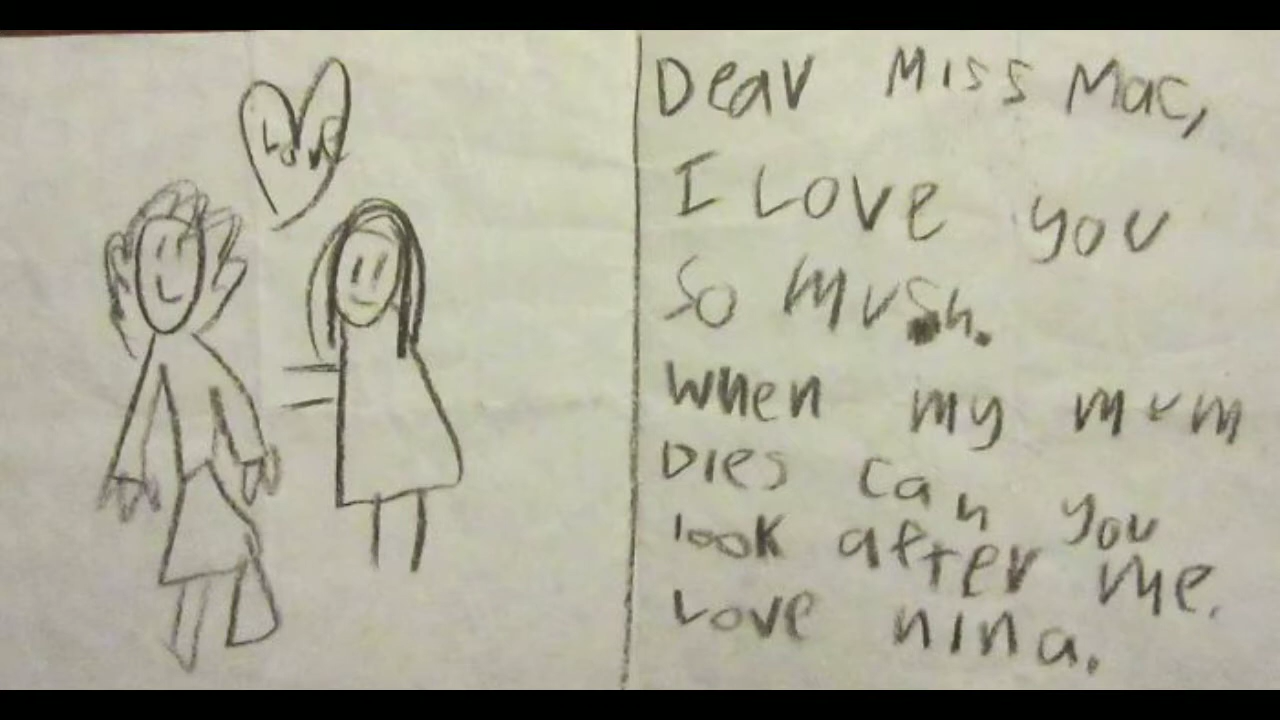 Love
Dear Miss Mac,
I Love you
So mush.
when my mum
Dies can you
look after me.
Love nina.